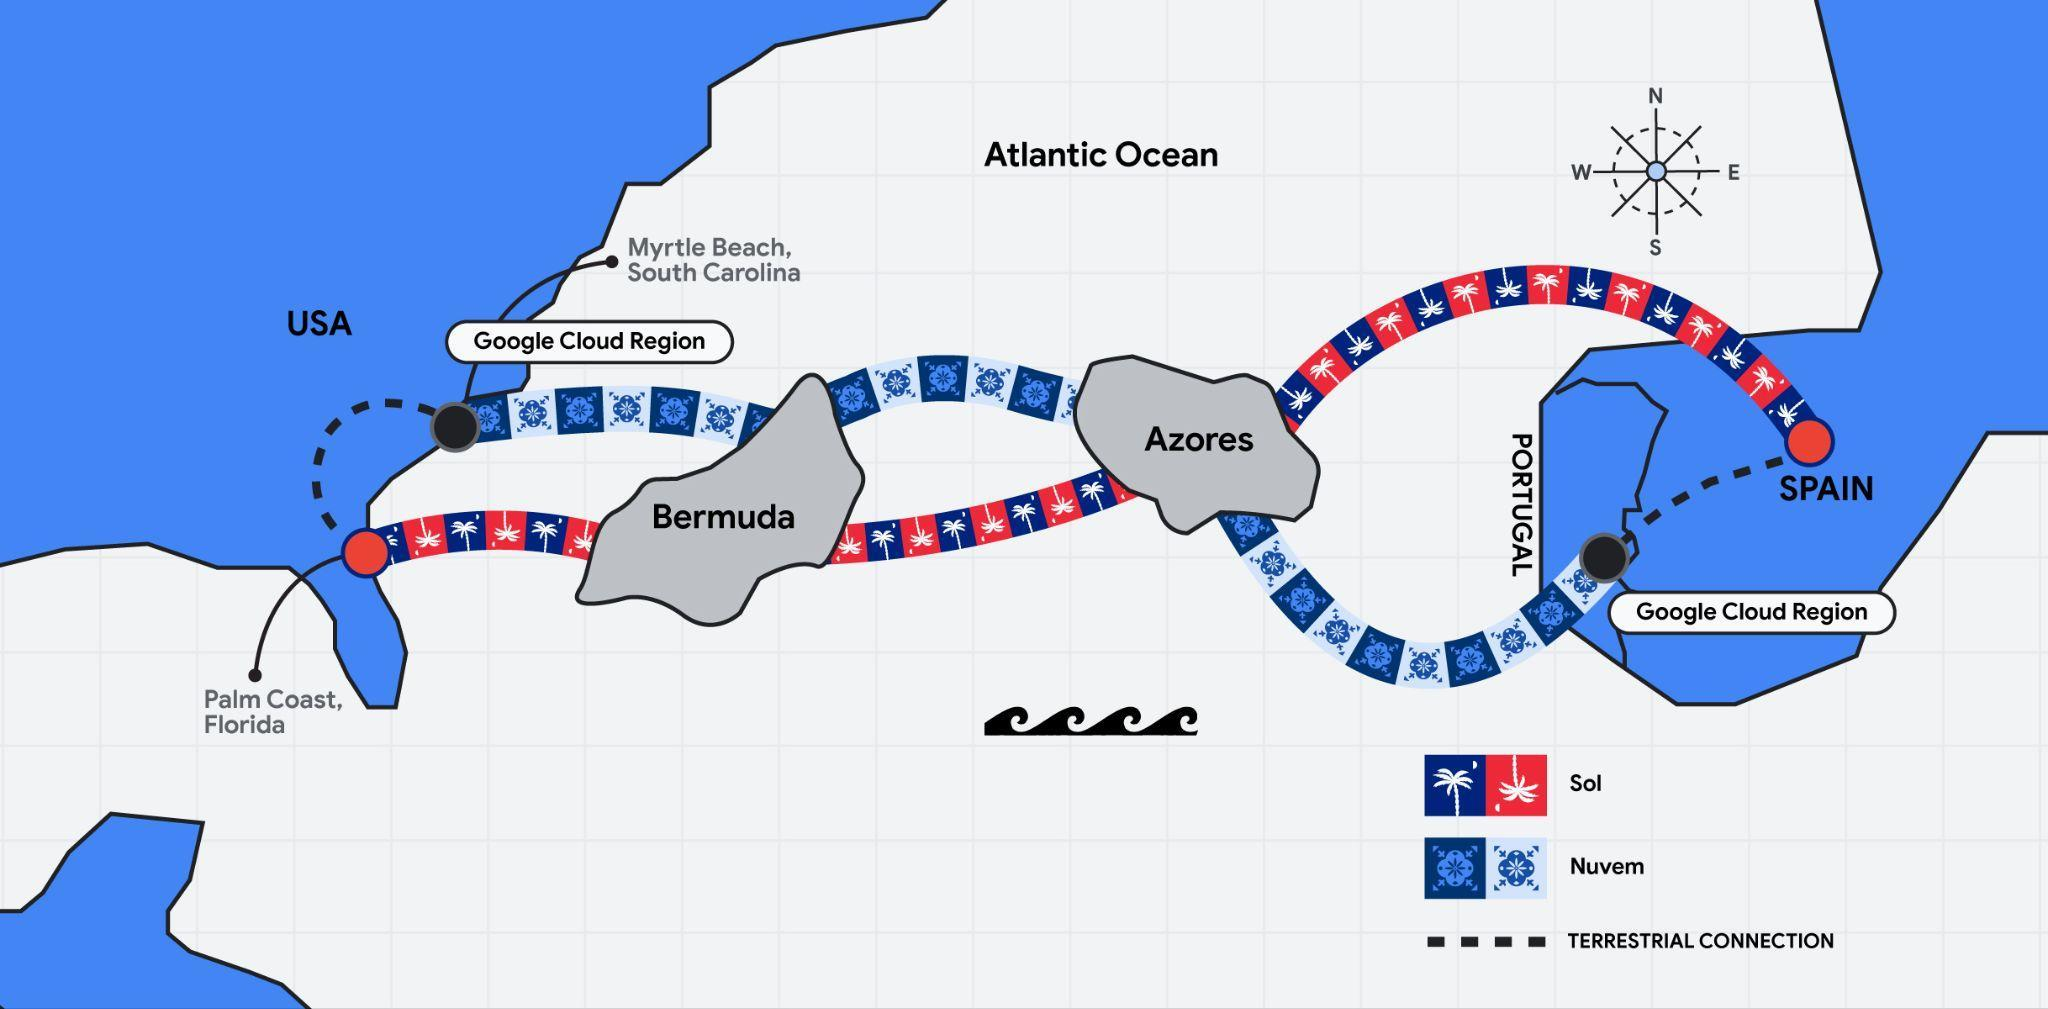 N
Atlantic Ocean
W
E
S
Myrtle Beach,
South Carolina
USA
Google Cloud Region
Azores
PORTUGAL
SPAIN
Bermuda
Google Cloud Region
Palm Coast,
Florida
Sol
Nuvem
TERRESTRIAL CONNECTION